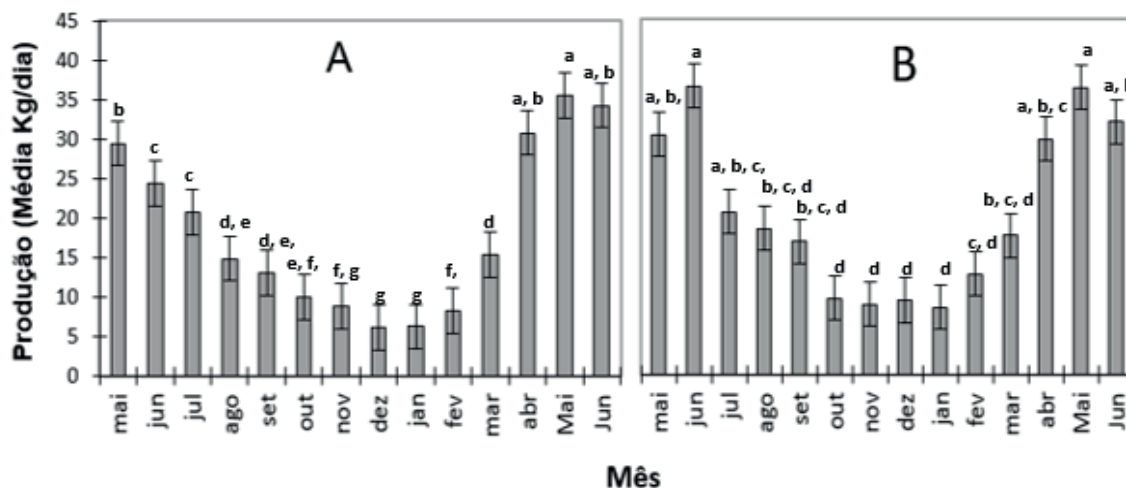 Produção (Média Kg/dia)
45
40
35
30
25
20
15
10
5
0
A
b
c
c
d, e
d, e,
e, f,
f, g
g
g
f,
d
a, b
a
a, b
mai
jun
jul
ago
set
out
nov
dez
jan
fev
mar
abr
Mai
Jun
B
a, b,
a
a, b, c,
b, c, d
b, c, d
d
d
d
d
c, d
b, c, d
a, b, c
a
mai
jun
jul
ago
set
out
nov
dez
jan
fev
mar
abr
Mai
Jun
Mês